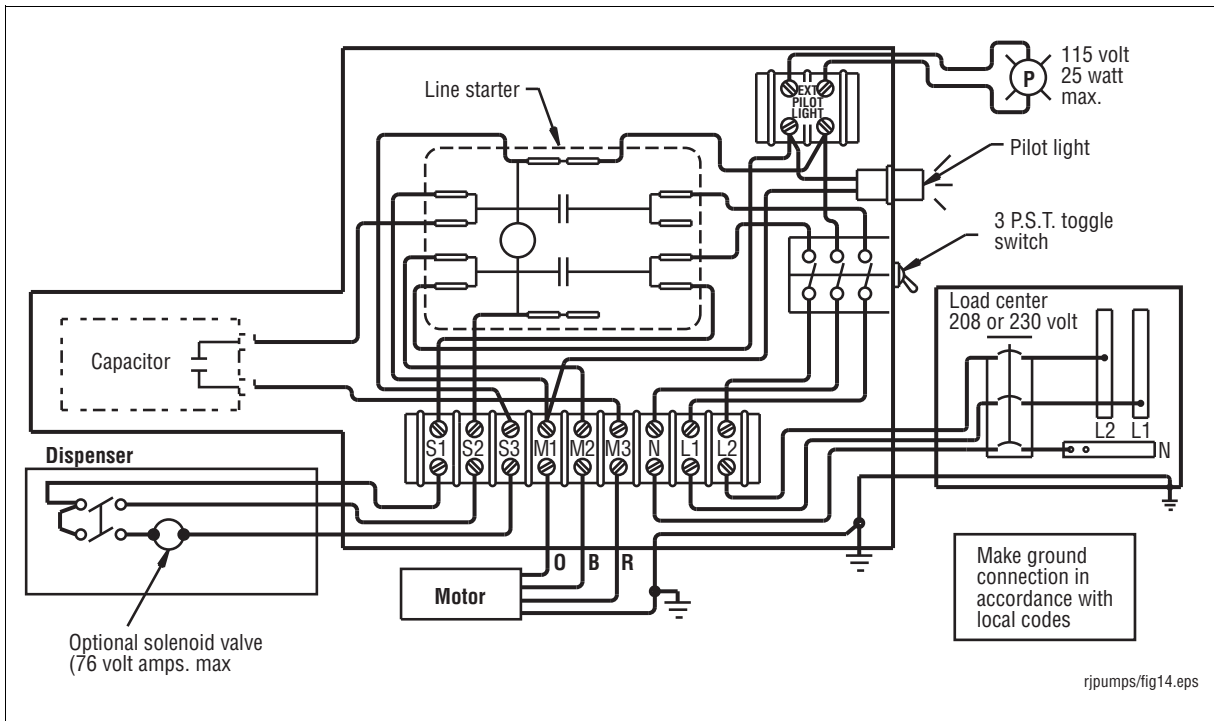 Line starter
EXT
PILOT
LIGHT
P
115 volt
25 watt
max.
Pilot light
3 P.S.T. toggle
switch
Load center
208 or 230 volt
L2 L1
N
Capacitor
S1 S2 S3 M1 M2 M3 N L1 L2
Dispenser
O B R
Motor
Optional solenoid valve
(76 volt amps. max
Make ground
connection in
accordance with
local codes
rjpumps/fig14.eps